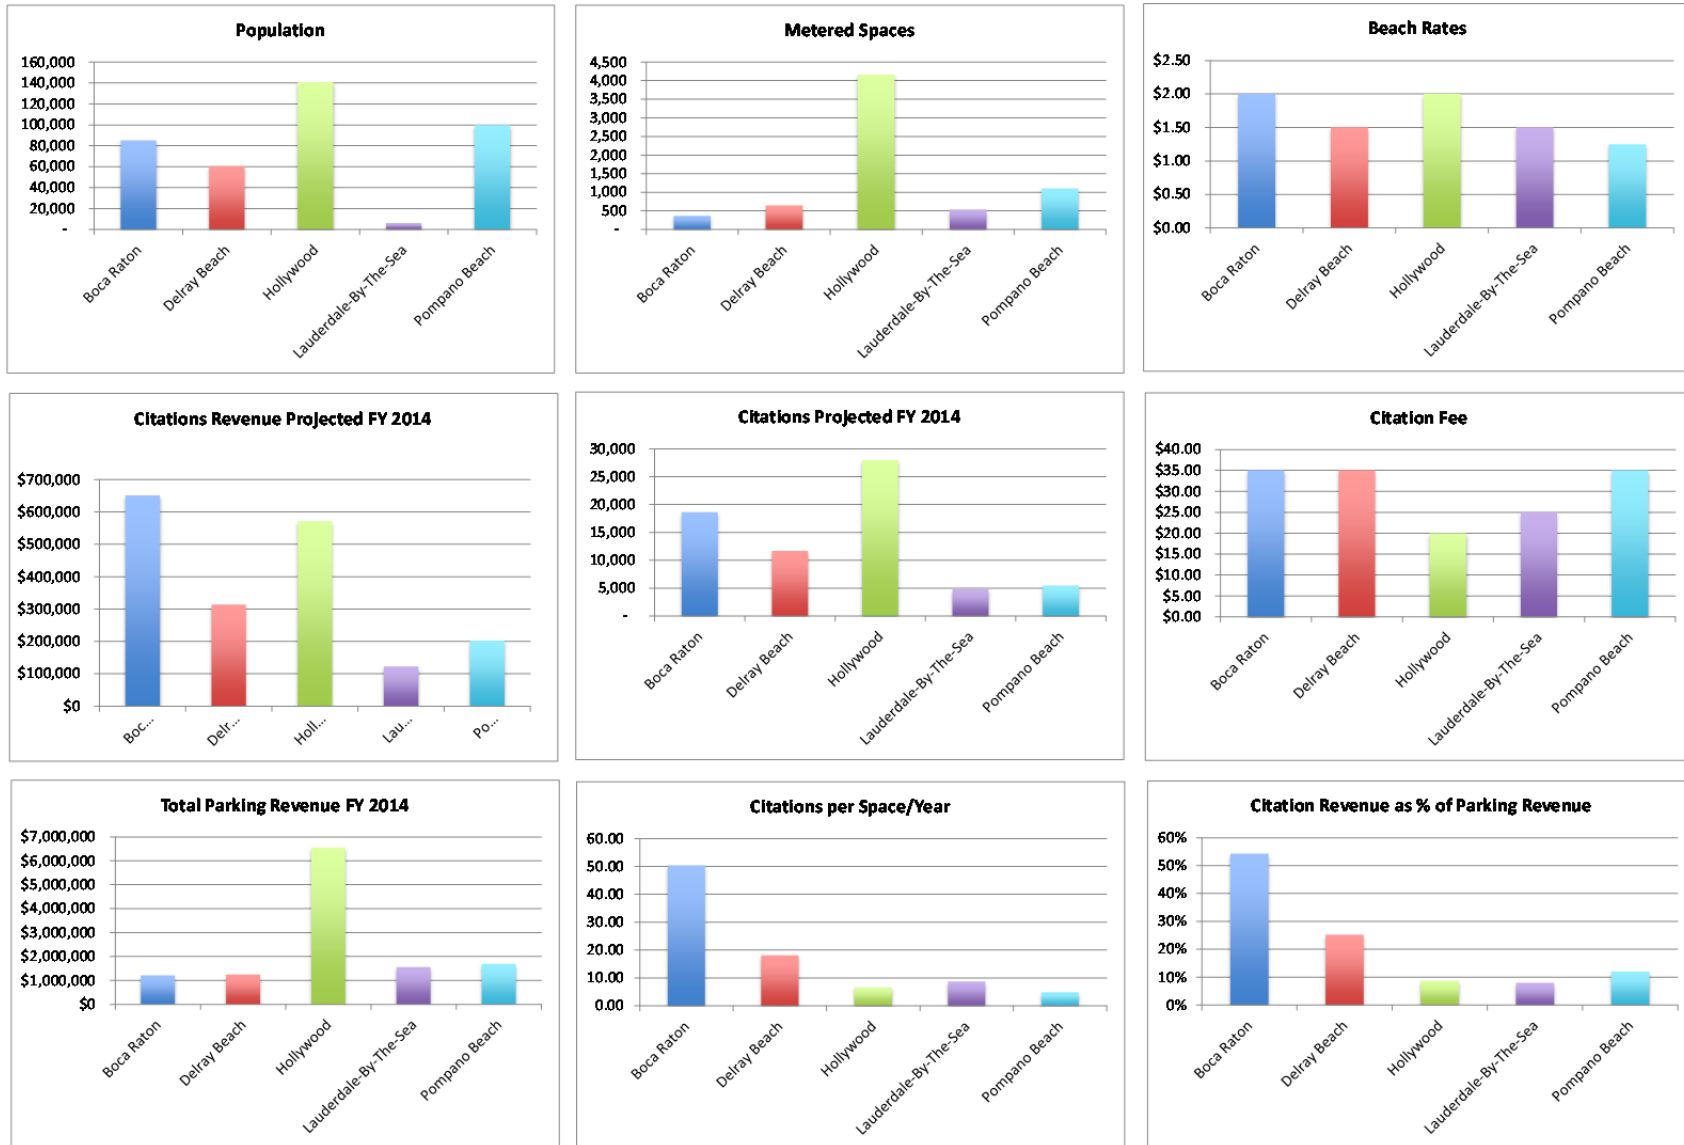 Population
160,000
140,000
120,000
100,000
80,000
60,000
40,000
20,000
-
Boca Raton
Delray Beach
Hollywood
Lauderdale-By-The-Sea
Pompano Beach
Metered Spaces
4,500
4,000
3,500
3,000
2,500
2,000
1,500
1,000
500
-
Boca Raton
Delray Beach
Hollywood
Lauderdale-By-The-Sea
Pompano Beach
Beach Rates
$2.50
$2.00
$1.50
$1.00
$0.50
$0.00
Boca Raton
Delray Beach
Hollywood
Lauderdale-By-The-Sea
Pompano Beach
Citations Revenue Projected FY 2014
$700,000
$600,000
$500,000
$400,000
$300,000
$200,000
$100,000
$0
Boc...
Delr...
Holl...
Lau...
Po...
Citations Projected FY 2014
30,000
25,000
20,000
15,000
10,000
5,000
-
Boca Raton
Delray Beach
Hollywood
Lauderdale-By-The-Sea
Pompano Beach
Citation Fee
$40.00
$35.00
$30.00
$25.00
$20.00
$15.00
$10.00
$5.00
$0.00
Boca Raton
Delray Beach
Hollywood
Lauderdale-By-The-Sea
Pompano Beach
Total Parking Revenue FY 2014
$7,000,000
$6,000,000
$5,000,000
$4,000,000
$3,000,000
$2,000,000
$1,000,000
$0
Boca Raton
Delray Beach
Hollywood
Lauderdale-By-The-Sea
Pompano Beach
Citations per Space/Year
60.00
50.00
40.00
30.00
20.00
10.00
0.00
Boca Raton
Delray Beach
Hollywood
Lauderdale-By-The-Sea
Pompano Beach
Citation Revenue as % of Parking Revenue
60%
50%
40%
30%
20%
10%
0%
Boca Raton
Delray Beach
Hollywood
Lauderdale-By-The-Sea
Pompano Beach